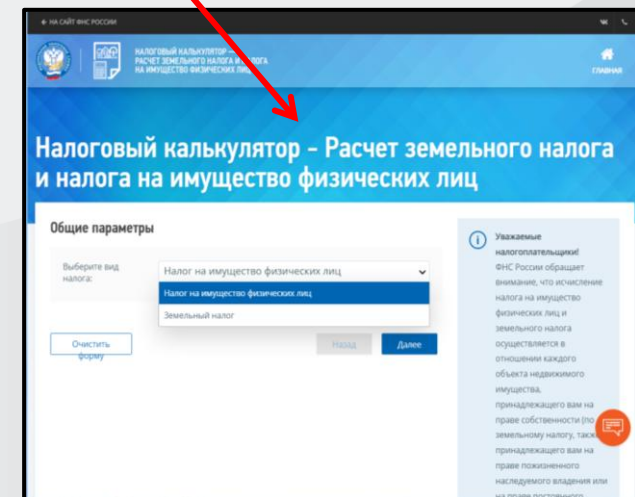 НА САЙТ ФНС РОССИИ
НАЛОГОВЫЙ КАЛЬКУЛЯТОР –
РАСЧЕТ ЗЕМЕЛЬНОГО НАЛОГА И НАЛОГА
НА ИМУЩЕСТВО ФИЗИЧЕСКИХ ЛИЦ
ГЛАВНАЯ
Налоговый калькулятор – Расчет земельного налога
и налога на имущество физических лиц
Общие параметры
Выберите вид
налога:
Налог на имущество физических лиц
Налог на имущество физических лиц
Земельный налог
Очистить
форму
Назад
Далее
Уважаемые
налогоплательщики!
ФНС России обращает
внимание, что исчисление
налога на имущество
физических лиц и
земельного налога
осуществляется в
отношении каждого
объекта недвижимого
имущества,
принадлежащего вам на
праве собственности (по
земельному налогу, также
принадлежащего вам на
праве пожизненного
наследуемого владения или
на праве постоянного